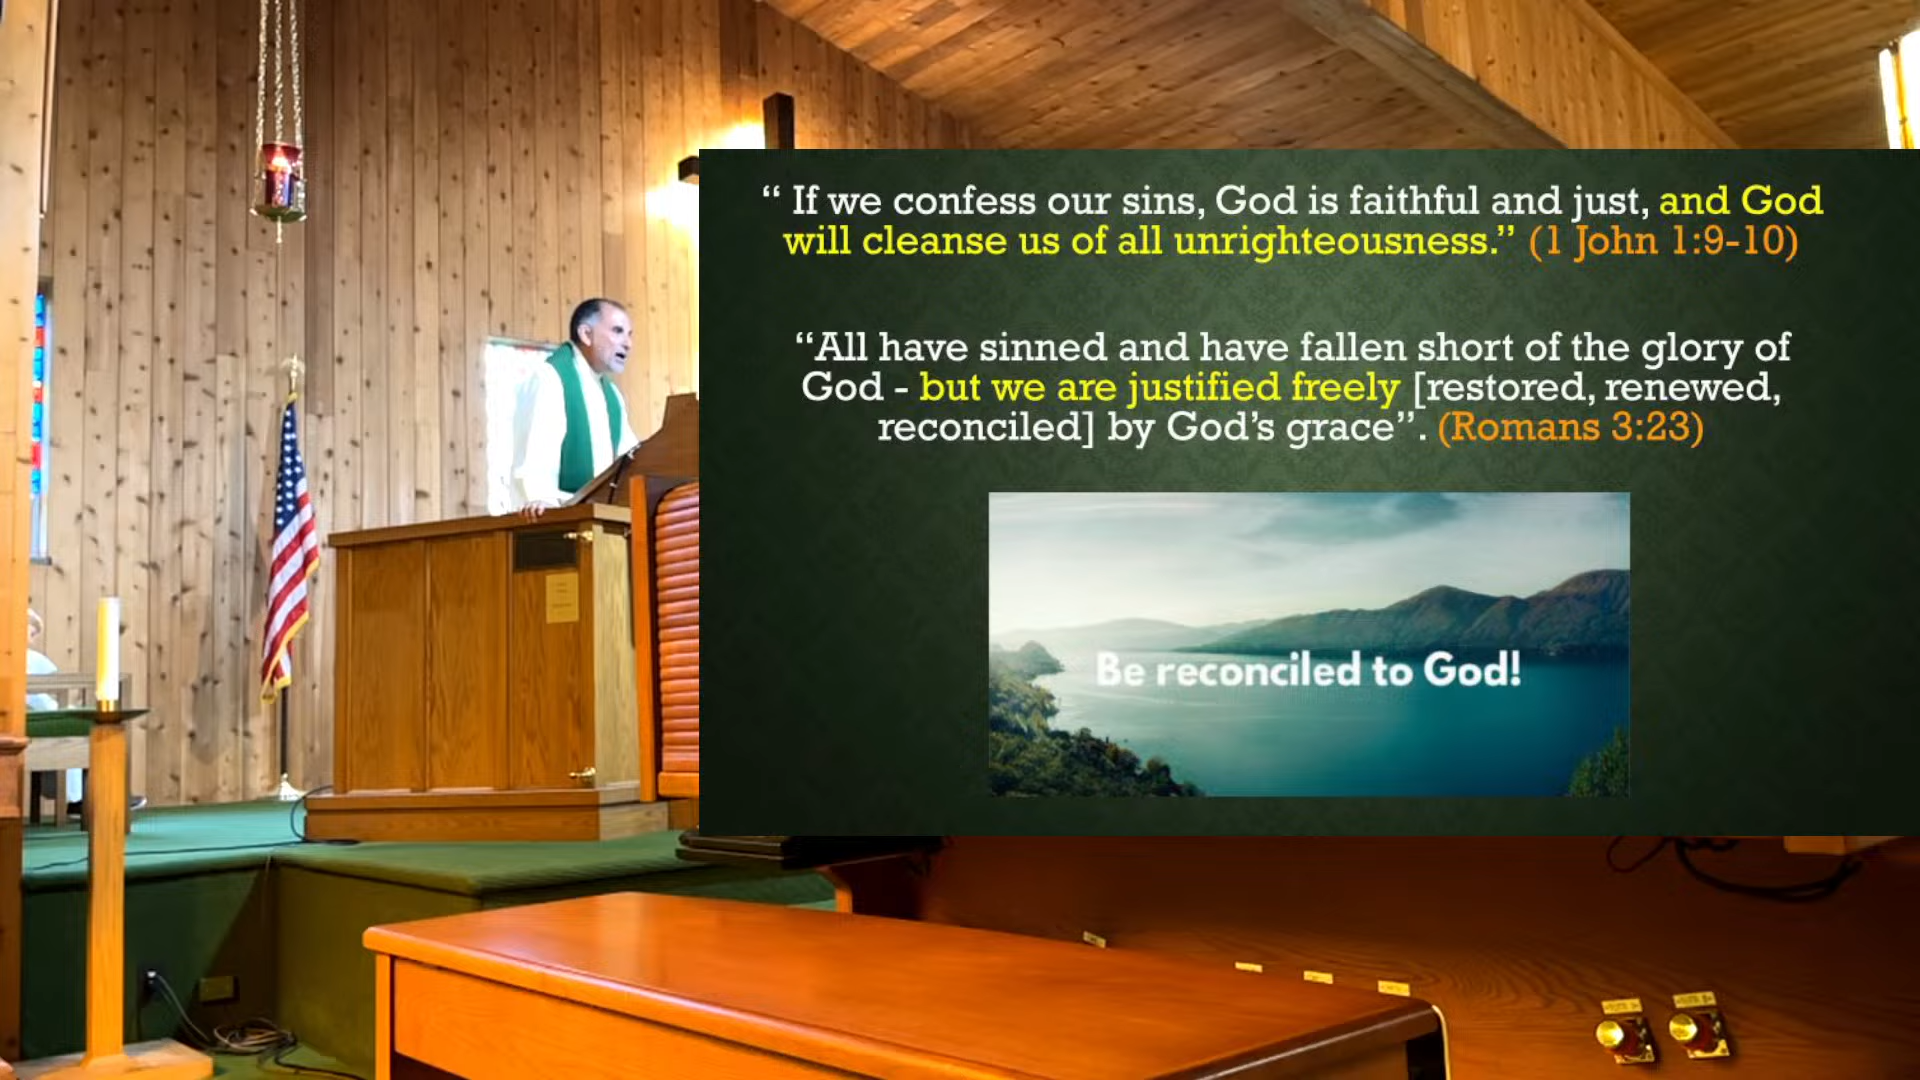 “ If we confess our sins, God is faithful and just, and God
will cleanse us of all unrighteousness.” (1 John 1:9-10)
“All have sinned and have fallen short of the glory of
God - but we are justified freely [restored, renewed,
reconciled] by God’s grace”. (Romans 3:23)
Be reconciled to God!